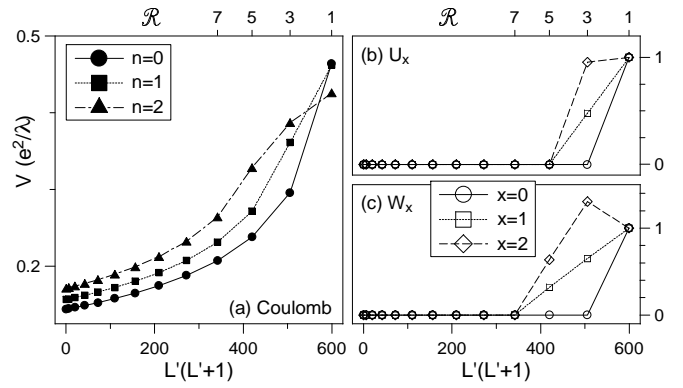 ℛ 7 5 3 1 ℛ 7 5 3 1
0.5
n=0
n=1
n=2
V (e²/λ)
0.2
(a) Coulomb
0 200 400 600
L'(L'+1)
(b) Uₓ
1
0
(c) Wₓ
x=0
x=1
x=2
1
0
0 200 400 600
L'(L'+1)